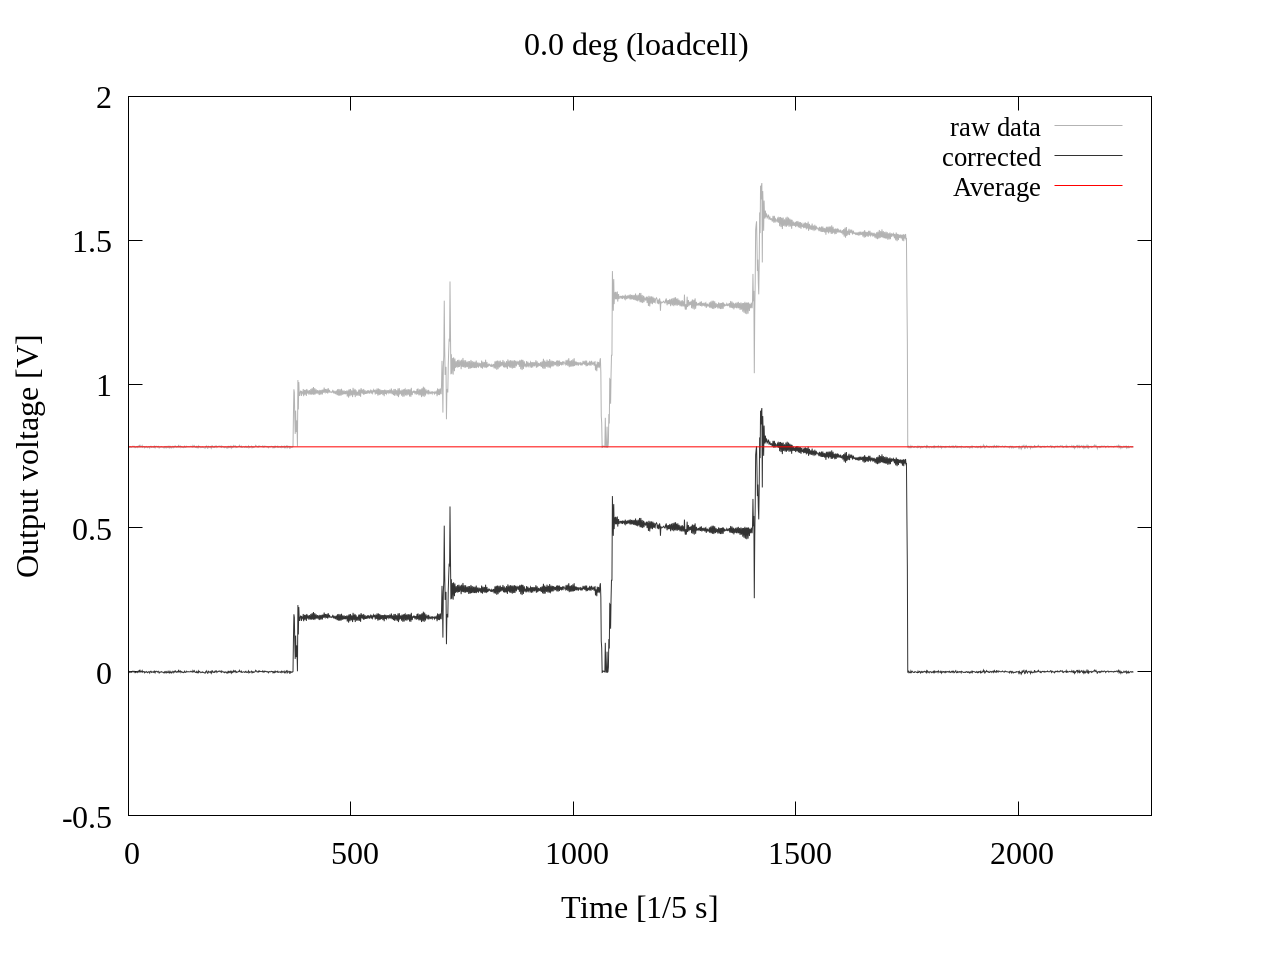 0.0 deg (loadcell)
2
1.5
1
0.5
0
-0.5
Output voltage [V]
raw data
corrected
Average
0
500
1000
1500
2000
Time [1/5 s]